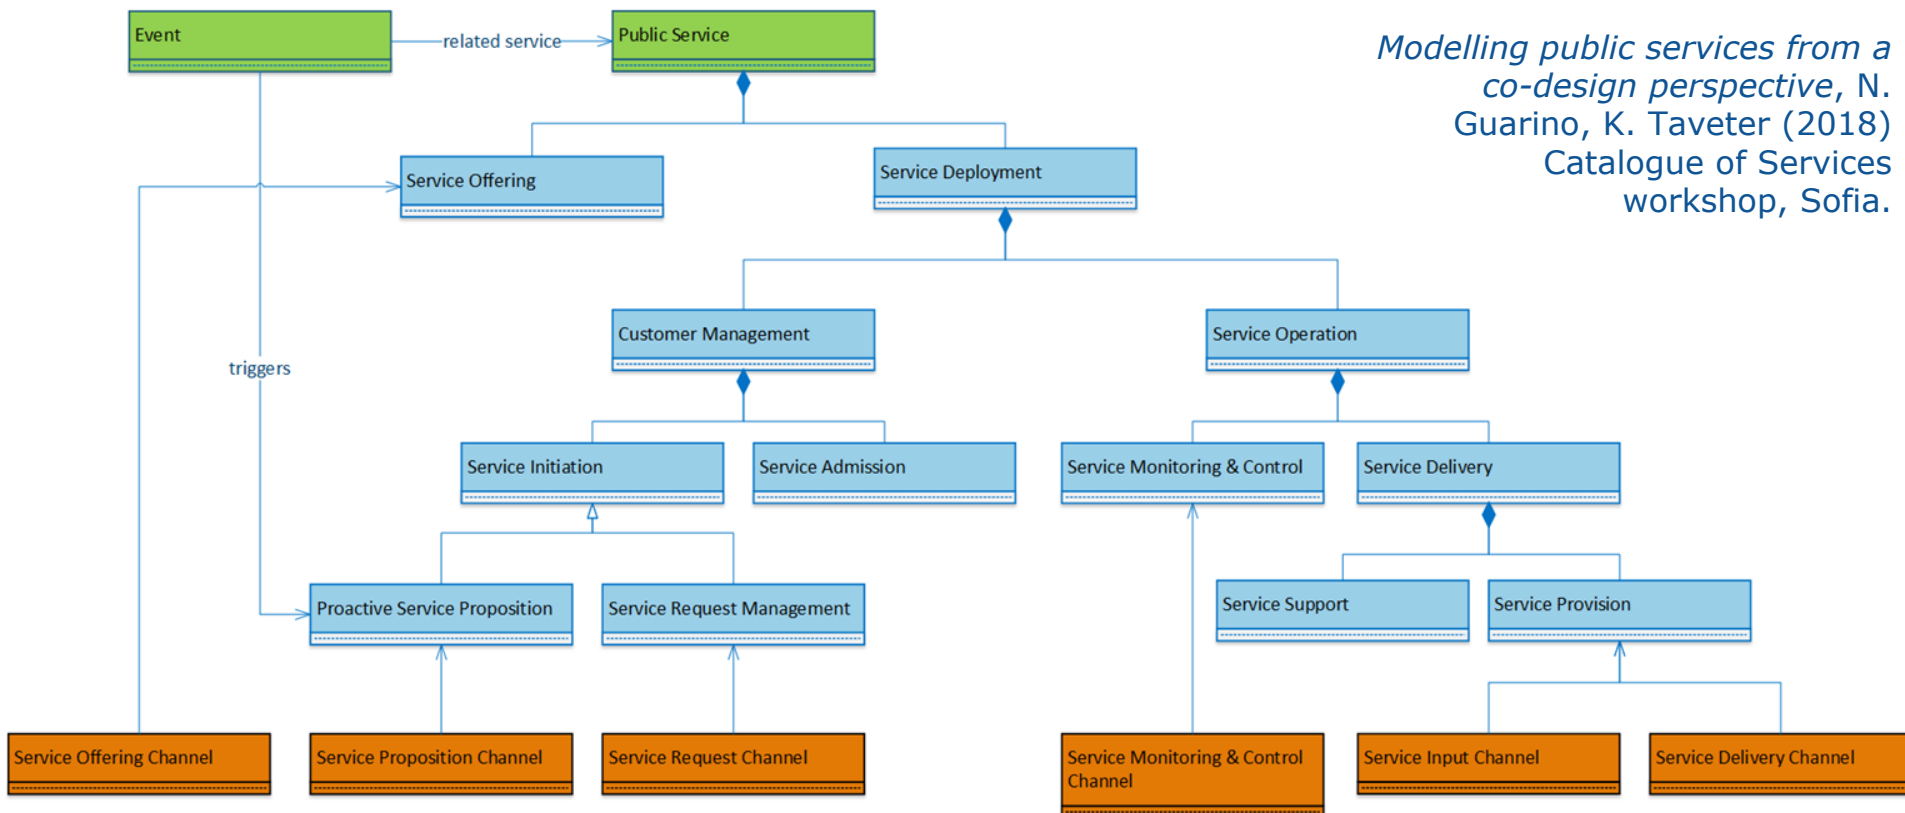 Event
related service
Public Service
Modelling public services from a
co-design perspective, N.
Guarino, K. Taveter (2018)
Catalogue of Services
workshop, Sofia.
Service Offering
Service Deployment
Customer Management
Service Operation
triggers
Service Initiation
Service Admission
Service Monitoring & Control
Service Delivery
Proactive Service Proposition
Service Request Management
Service Support
Service Provision
Service Offering Channel
Service Proposition Channel
Service Request Channel
Service Monitoring & Control
Channel
Service Input Channel
Service Delivery Channel